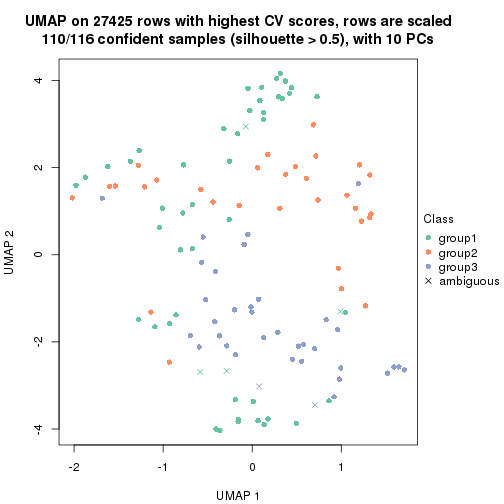 UMAP on 27425 rows with highest CV scores, rows are scaled
110/116 confident samples (silhouette > 0.5), with 10 PCs
4
2
0
-2
-4
UMAP 2
-2
-1
0
1
UMAP 1
Class
group1
group2
group3
ambiguous